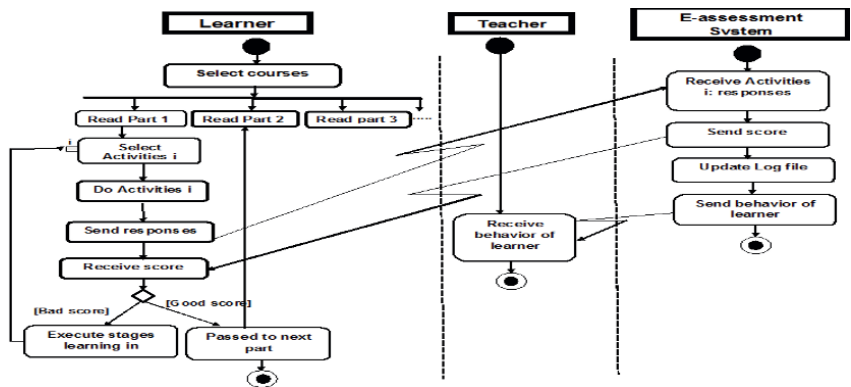 Learner
Teacher
E-assessment
System
Select courses
Read Part 1
Read Part 2
Read part 3
Select
Activities i
Do Activities i
Send responses
Receive score
[Bad score]
[Good score]
Execute stages
learning in
Passed to next
part
Receive
behavior of
learner
Receive Activities
i: responses
Send score
Update Log file
Send behavior of
learner